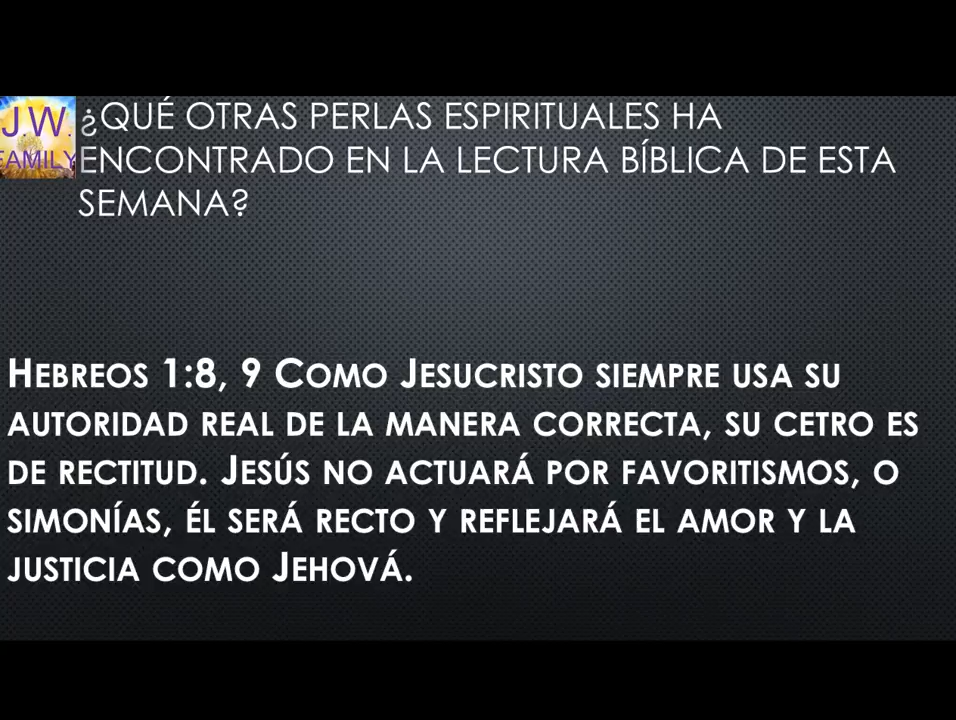 J.W.
FAMILY
¿QUÉ OTRAS PERLAS ESPIRITUALES HA
ENCONTRADO EN LA LECTURA BÍBLICA DE ESTA
SEMANA?
HEBREOS 1:8, 9 COMO JESUCRISTO SIEMPRE USA SU
AUTORIDAD REAL DE LA MANERA CORRECTA, SU CETRO ES
DE RECTITUD. JESÚS NO ACTUARÁ POR FAVORITISMOS, O
SIMONÍAS, ÉL SERÁ RECTO Y REFLEJARÁ EL AMOR Y LA
JUSTICIA COMO JEHOVÁ.